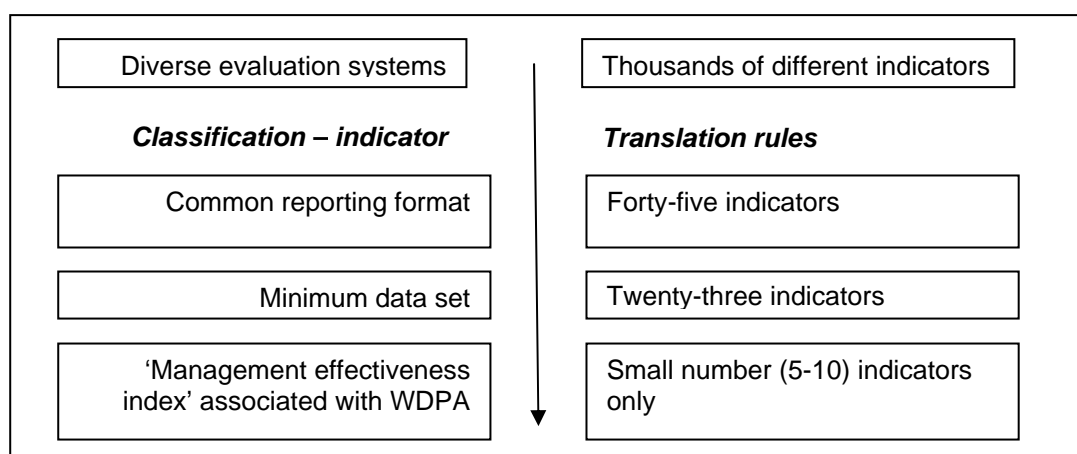 Diverse evaluation systems
Thousands of different indicators
Classification – indicator
Translation rules
Common reporting format
Forty-five indicators
Minimum data set
Twenty-three indicators
‘Management effectiveness
index’ associated with WDPA
Small number (5-10) indicators
only